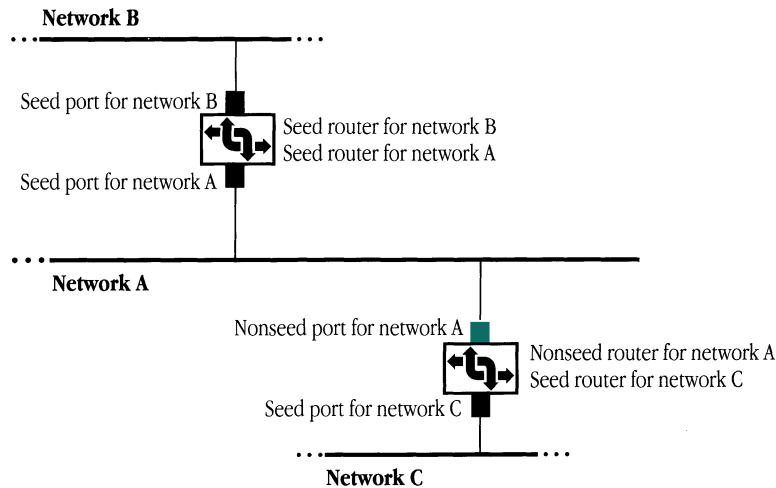 Network B
Seed port for network B
Seed router for network B
Seed router for network A
Seed port for network A
Network A
Nonseed port for network A
Nonseed router for network A
Seed router for network C
Seed port for network C
Network C